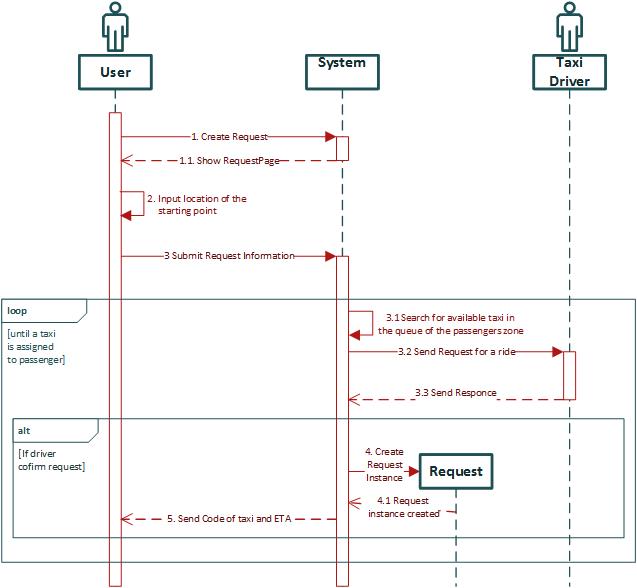 User
System
Taxi
Driver
1. Create Request
1.1. Show RequestPage
2. Input location of the
starting point
3 Submit Request Information
loop
[until a taxi
is assigned
to passenger]
3.1Search for available taxi in
the queue of the passengers zone
3.2 Send Request for a ride
3.3 Send Responce
alt
[If driver
cofirm request]
4. Create
Request
Instance
Request
4.1 Request
instance created
5. Send Code of taxi and ETA